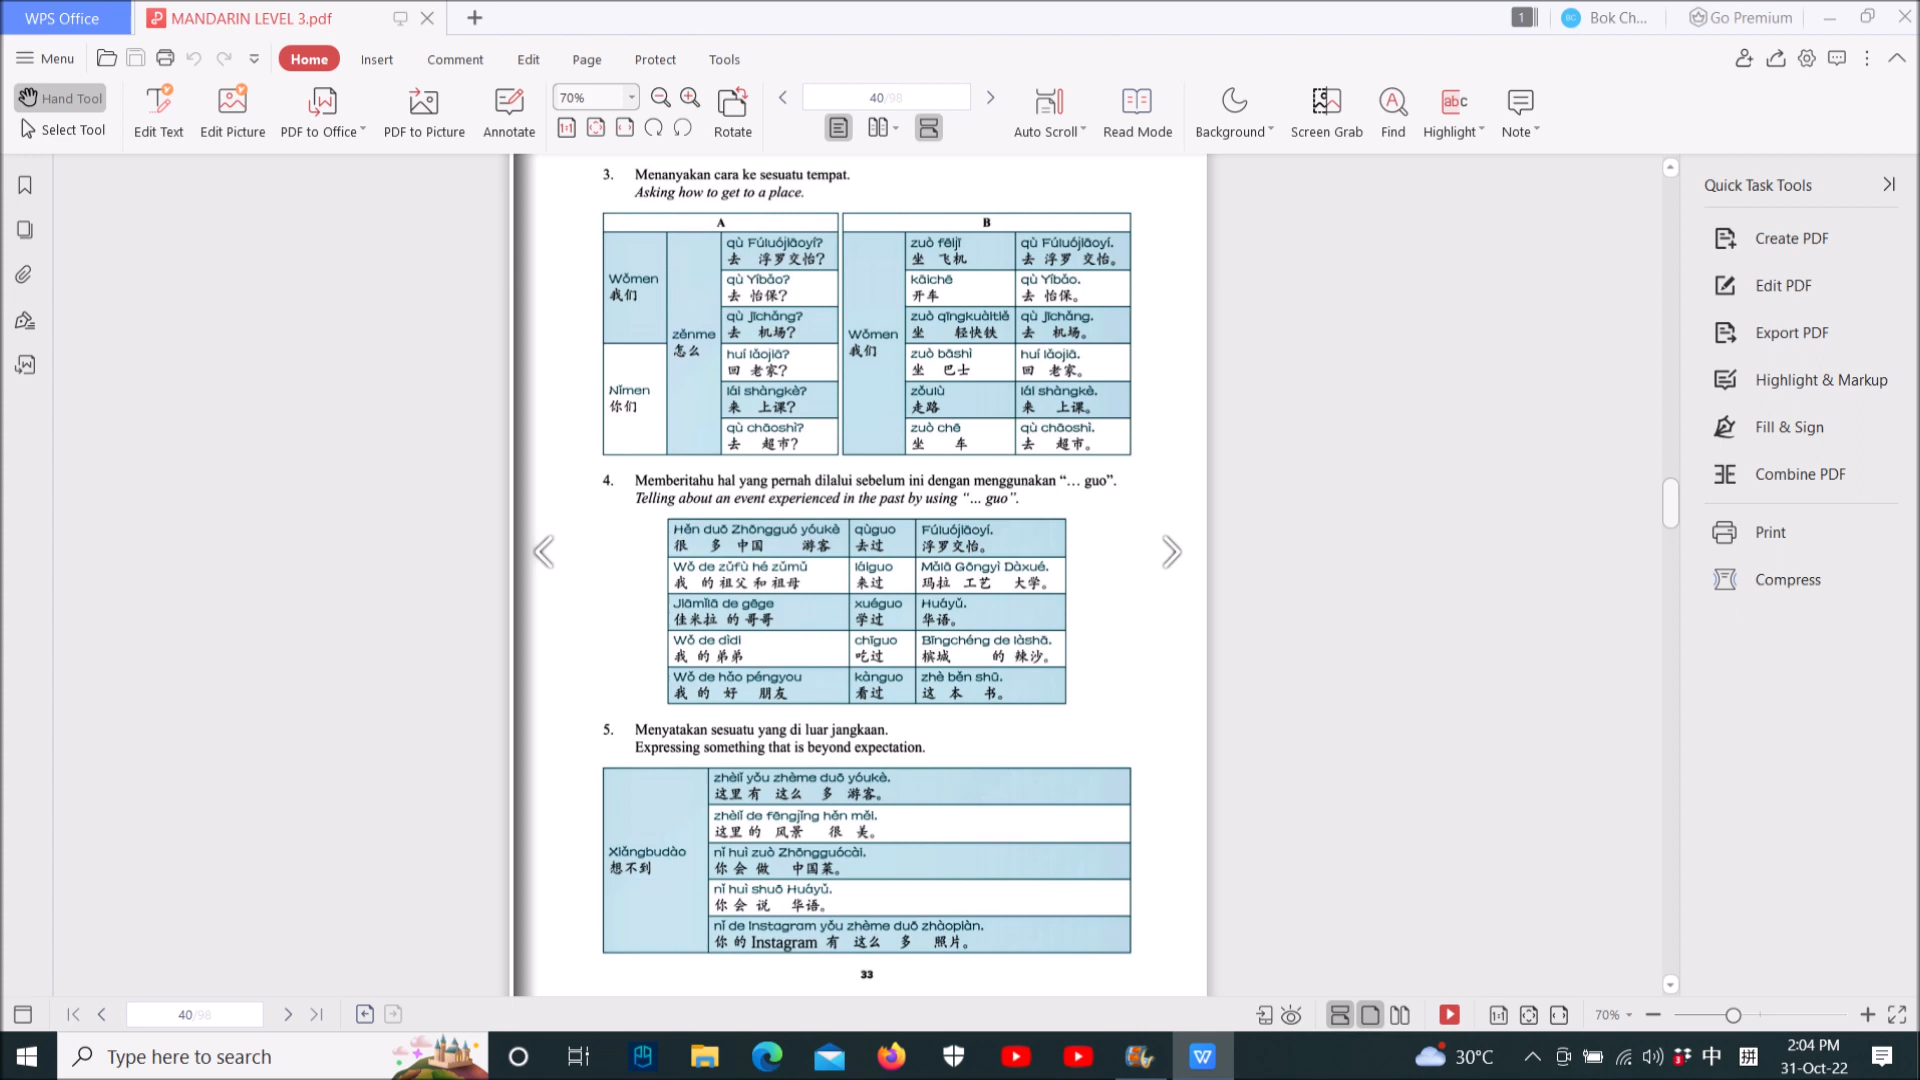 WPS Office
MANDARIN LEVEL 3.pdf
1
BC
Bok Ch...
Go Premium
Menu
Home
Insert
Comment
Edit
Page
Protect
Tools
Hand Tool
Select Tool
Edit Text
Edit Picture
PDF to Office
PDF to Picture
Annotate
70%
Rotate
40/98
Auto Scroll
Read Mode
Background
Screen Grab
Find
abc
Highlight
Note
3. Menanyakan cara ke sesuatu tempat.
Asking how to get to a place.
A
B
Wǒmen
我们
Nǐmen
你们
zěnme
怎么
qù Fúluójiāoyí?
去 浮罗交怡?
qù Yíbǎo?
去 怡保?
qù jīchǎng?
去 机场?
huí lǎojiā?
回 老家?
lái shàngkè?
来 上课?
qù chāoshì?
去 超市?
Wǒmen
我们
zuò fēijī
坐 飞机
qù Fúluójiāoyí.
去 浮罗 交怡。
kāichē
开车
qù Yíbǎo.
去 怡保。
zuò qīngkuàitiě
坐 轻快铁
qù jīchǎng.
去 机场。
zuò bāshì
坐 巴士
huí lǎojiā.
回 老家。
zǒulù
走路
lái shàngkè.
来 上课。
zuò chē
坐 车
qù chāoshì.
去 超市。
4. Memberitahu hal yang pernah dilalui sebelum ini dengan menggunakan “... guo”.
Telling about an event experienced in the past by using “... guo”.
Hěn duō Zhōngguó yóukè qùguo Fúluójiāoyí.
很 多 中国 游客 去过 浮罗交怡。
Wǒ de zǔfù hé zǔmǔ láiguo Mǎlā Gōngyì Dàxué.
我 的 祖父 和 祖母 来过 玛拉 工艺 大学。
Jiāmǐlā de gēge xuéguo Huáyǔ.
佳米拉 的 哥哥 学过 华语。
Wǒ de dìdi chīguo Bīngchéng de làshā.
我 的 弟弟 吃过 槟城 的 辣沙。
Wǒ de hǎo péngyou kànguo zhè běn shū.
我 的 好 朋友 看过 这 本 书。
5. Menyatakan sesuatu yang di luar jangkaan.
Expressing something that is beyond expectation.
Xiǎngbudào
想不到
zhèlǐ yǒu zhème duō yóukè.
这里 有 这么 多 游客。
zhèlǐ de fēngjǐng hěn měi.
这里 的 风景 很 美。
nǐ huì zuò Zhōngguócài.
你 会 做 中国菜。
nǐ huì shuō Huáyǔ.
你 会 说 华语。
nǐ de Instagram yǒu zhème duō zhàopiàn.
你 的 Instagram 有 这么 多 照片。
33
Quick Task Tools
Create PDF
Edit PDF
Export PDF
Highlight & Markup
Fill & Sign
Combine PDF
Print
Compress
40/98
70%
Type here to search
30°C
中
拼
2:04 PM
31-Oct-22